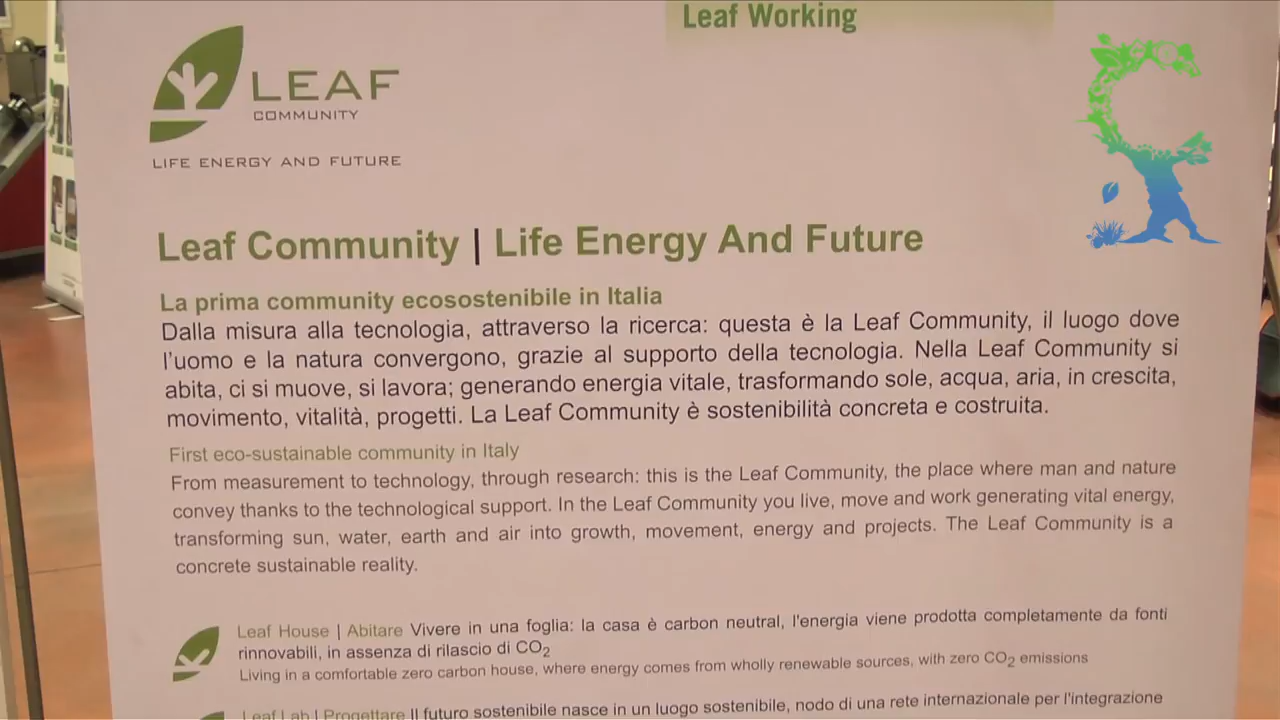 Leaf Working
LEAF
COMMUNITY
LIFE ENERGY AND FUTURE
Leaf Community | Life Energy And Future
La prima community ecosostenibile in Italia
Dalla misura alla tecnologia, attraverso la ricerca: questa è la Leaf Community, il luogo dove
l'uomo e la natura convergono, grazie al supporto della tecnologia. Nella Leaf Community si
abita, ci si muove, si lavora; generando energia vitale, trasformando sole, acqua, aria, in crescita,
movimento, vitalità, progetti. La Leaf Community è sostenibilità concreta e costruita.
First eco-sustainable community in Italy
From measurement to technology, through research: this is the Leaf Community, the place where man and nature
convey thanks to the technological support. In the Leaf Community you live, move and work generating vital energy,
transforming sun, water, earth and air into growth, movement, energy and projects. The Leaf Community is a
concrete sustainable reality.
Leaf House | Abitare Vivere in una foglia: la casa è carbon neutral, l'energia viene prodotta completamente da fonti
rinnovabili, in assenza di rilascio di CO2
Living in a comfortable zero carbon house, where energy comes from wholly renewable sources, with zero CO2 emissions
Leaf Lab | Progettare Il futuro sostenibile nasce in un luogo sostenibile, nodo di una rete internazionale per l'integrazione